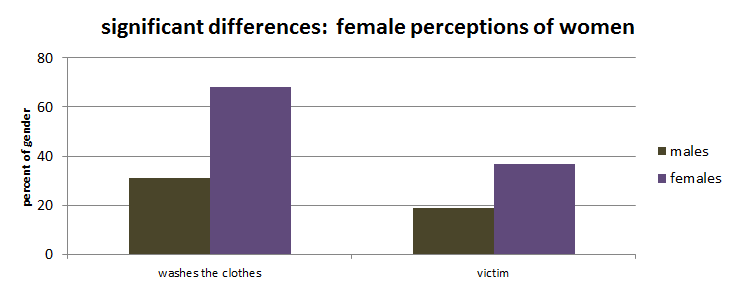 significant differences:  female perceptions of women
percent of gender
80
60
40
20
0
washes the clothes
victim
males
females